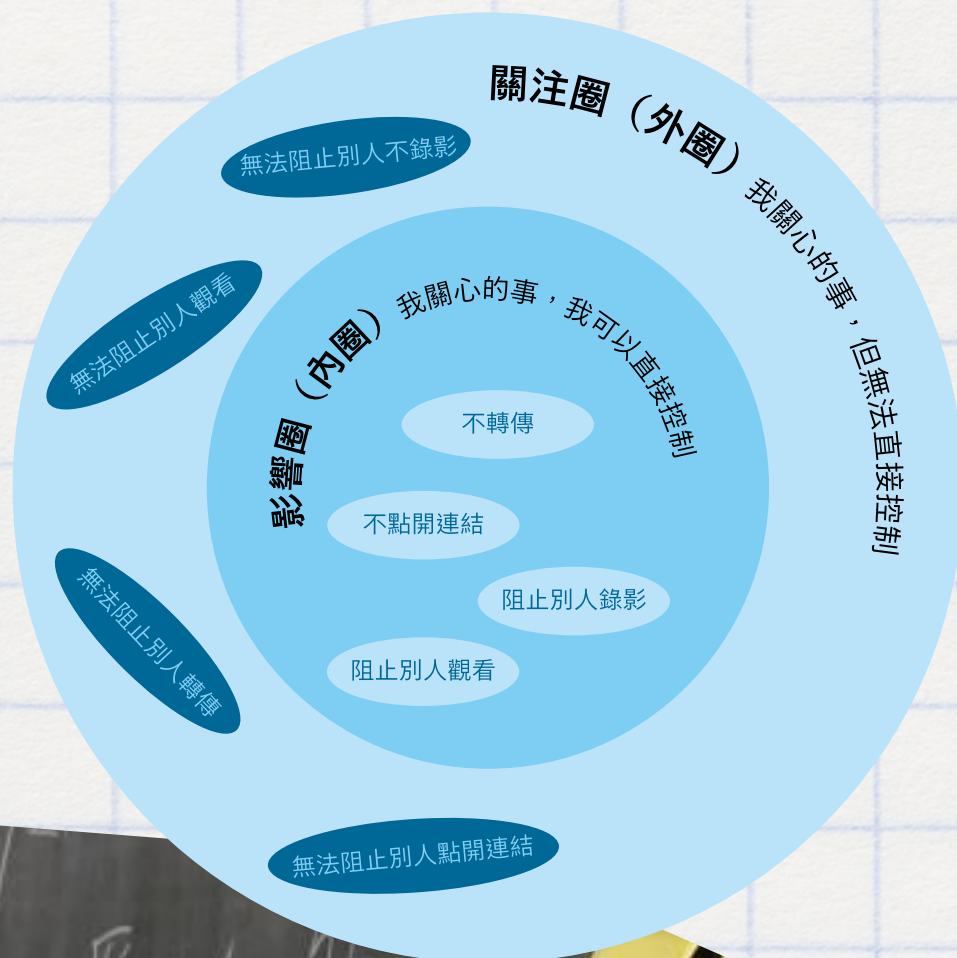 關注圈（外圈）我關心的事，但無法直接控制
無法阻止別人不錄影
無法阻止別人觀看
無法阻止別人轉傳
無法阻止別人點開連結
影響圈（內圈）我關心的事，我可以直接控制
不轉傳
不點開連結
阻止別人錄影
阻止別人觀看